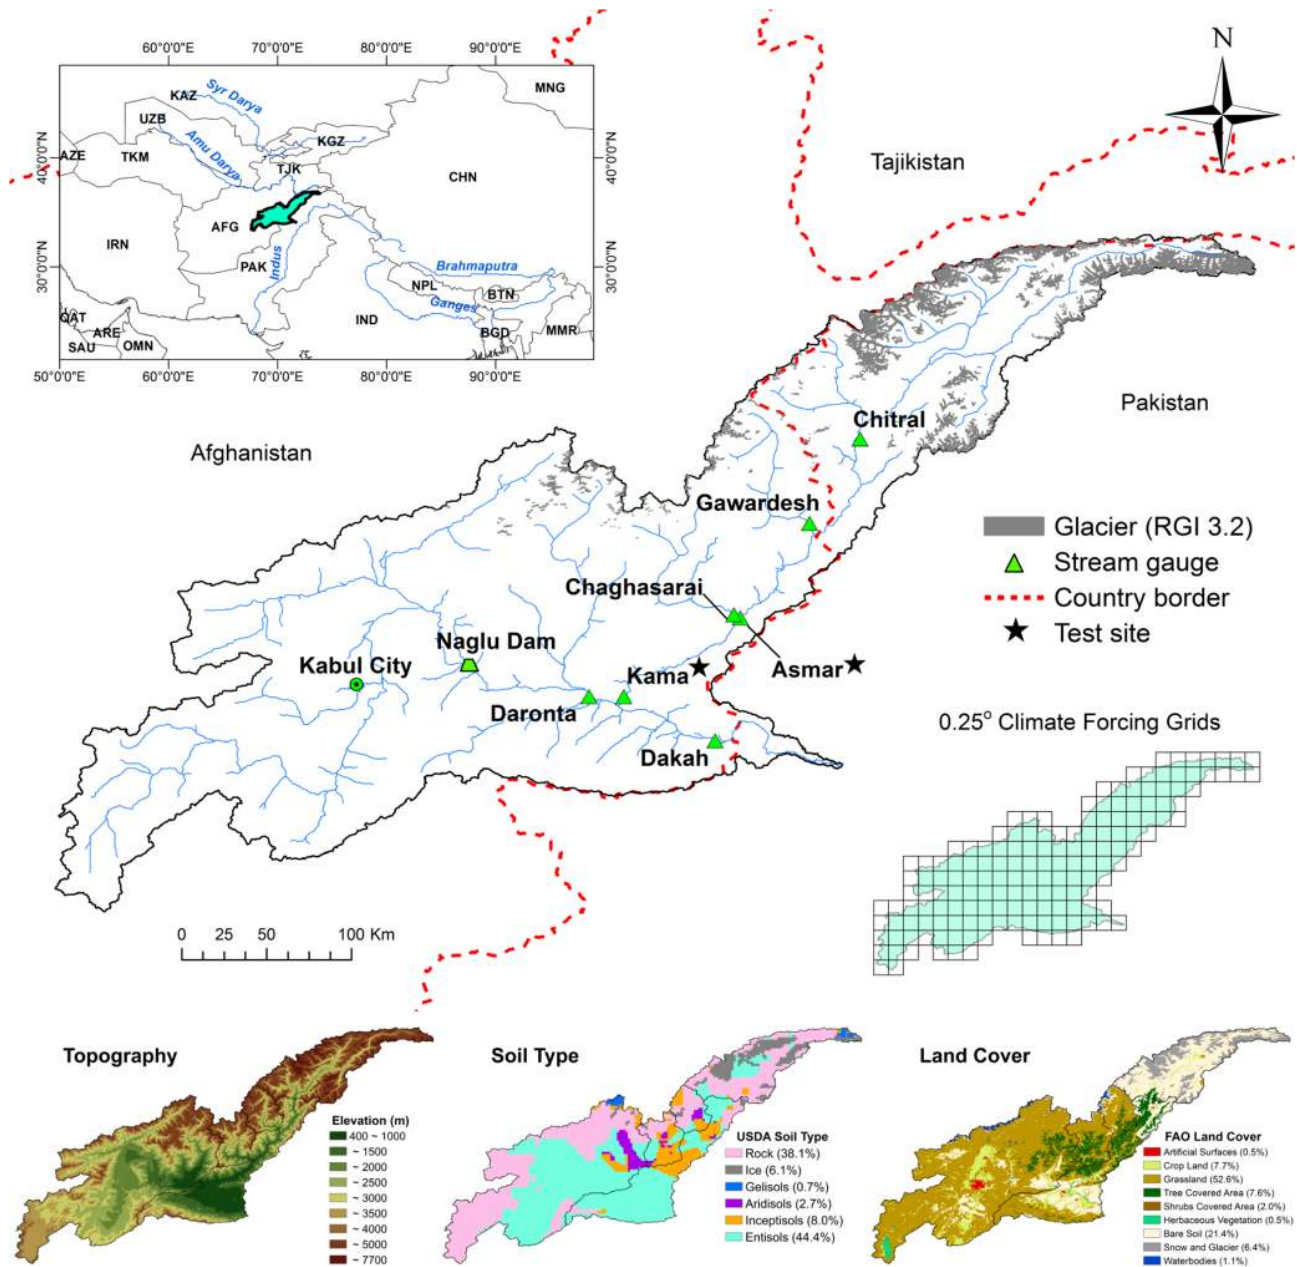 60°0'0"E
70°0'0"E
80°0'0"E
90°0'0"E
N
KAZ
Syr Darya
MNG
UZB
Amu Darya
KGZ
AZE
TKM
TJK
CHN
40°0'0"N
40°0'0"N
Tajikistan
AFG
IRN
PAK
Indus
Brahmaputra
30°0'0"N
30°0'0"N
NPL
BTN
Ganges
QAT
ARE
IND
BGD
MMR
SAU
OMN
50°0'0"E
60°0'0"E
70°0'0"E
80°0'0"E
90°0'0"E
Pakistan
Chitral
Afghanistan
Gawardesh
Glacier (RGI 3.2)
Stream gauge
Country border
Test site
Chaghasarai
Naglu Dam
Kabul City
Kama
Asmar
Daronta
Dakah
0.25° Climate Forcing Grids
0 25 50 100 Km
Topography
Elevation (m)
400 ~ 1000
~ 1500
~ 2000
~ 2500
~ 3000
~ 3500
~ 4000
~ 5000
~ 7700
Soil Type
USDA Soil Type
Rock (38.1%)
Ice (6.1%)
Gelisols (0.7%)
Aridisols (2.7%)
Inceptisols (8.0%)
Entisols (44.4%)
Land Cover
FAO Land Cover
Artificial Surfaces (0.5%)
Crop Land (7.7%)
Grassland (52.6%)
Tree Covered Area (7.6%)
Shrubs Covered Area (2.0%)
Herbaceous Vegetation (0.5%)
Bare Soil (21.4%)
Snow and Glacier (6.4%)
Waterbodies (1.1%)